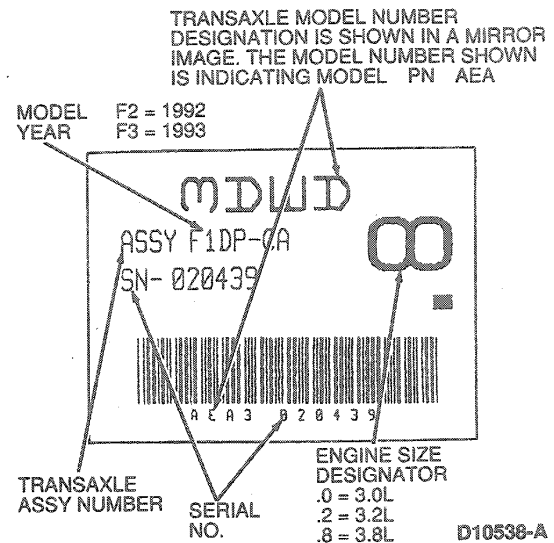 TRANSAXLE MODEL NUMBER
DESIGNATION IS SHOWN IN A MIRROR
IMAGE. THE MODEL NUMBER SHOWN
IS INDICATING MODEL PN AEA
MODEL YEAR
F2 = 1992
F3 = 1993
ASSY F1DP-CA
SN- 020439
8
.
AEA3 020439
TRANSAXLE
ASSY NUMBER
SERIAL
NO.
ENGINE SIZE
DESIGNATOR
.0 = 3.0L
.2 = 3.2L
.8 = 3.8L
D10538-A